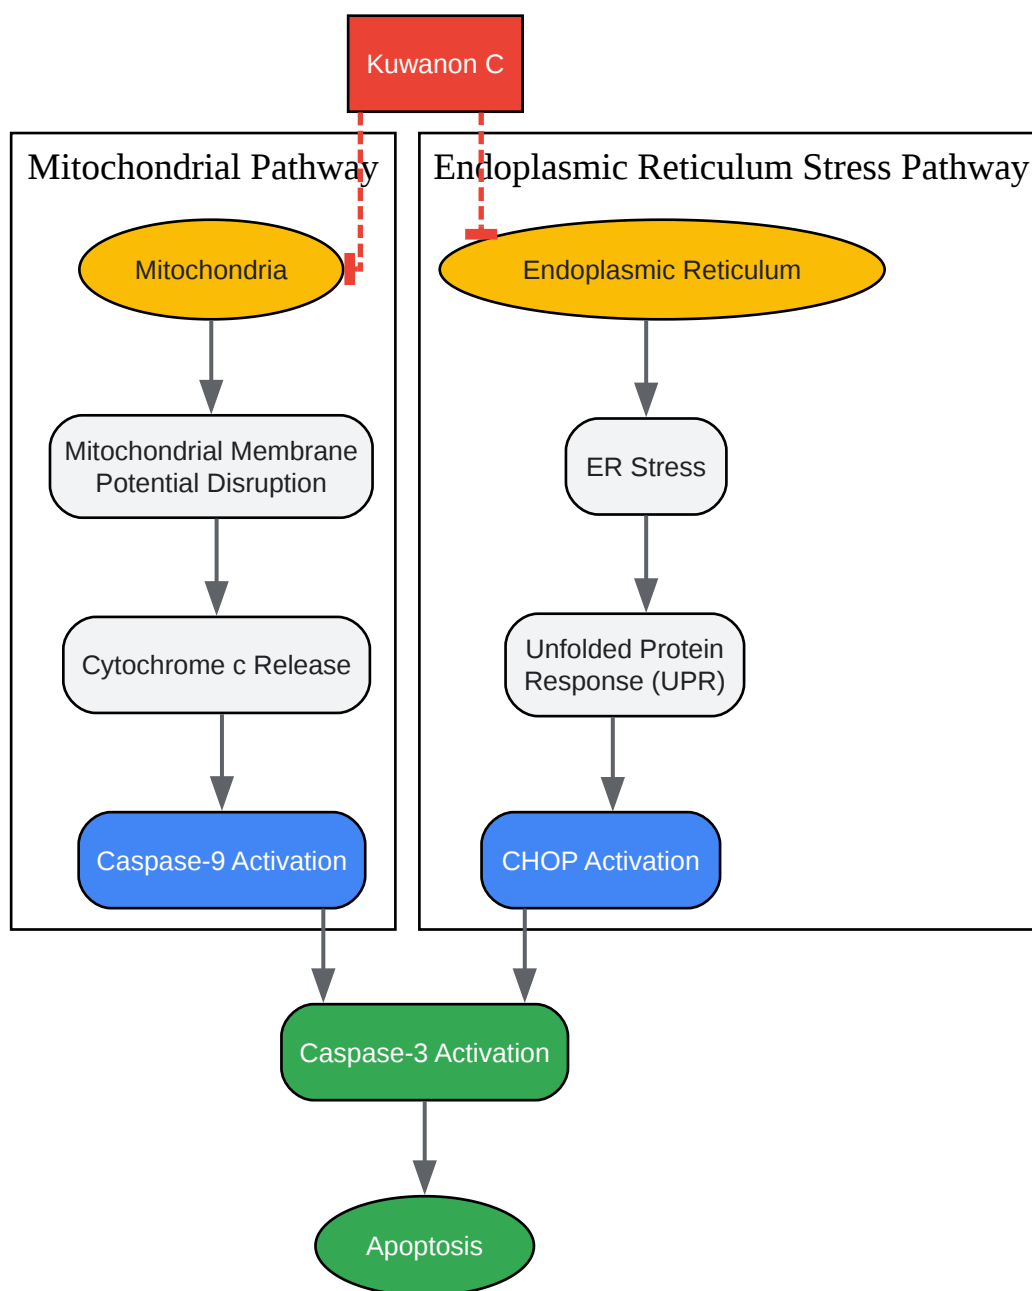 Kuwanon C
Mitochondrial Pathway
Endoplasmic Reticulum Stress Pathway
Mitochondria
Endoplasmic Reticulum
Mitochondrial Membrane
Potential Disruption
ER Stress
Cytochrome c Release
Unfolded Protein
Response (UPR)
Caspase-9 Activation
CHOP Activation
Caspase-3 Activation
Apoptosis